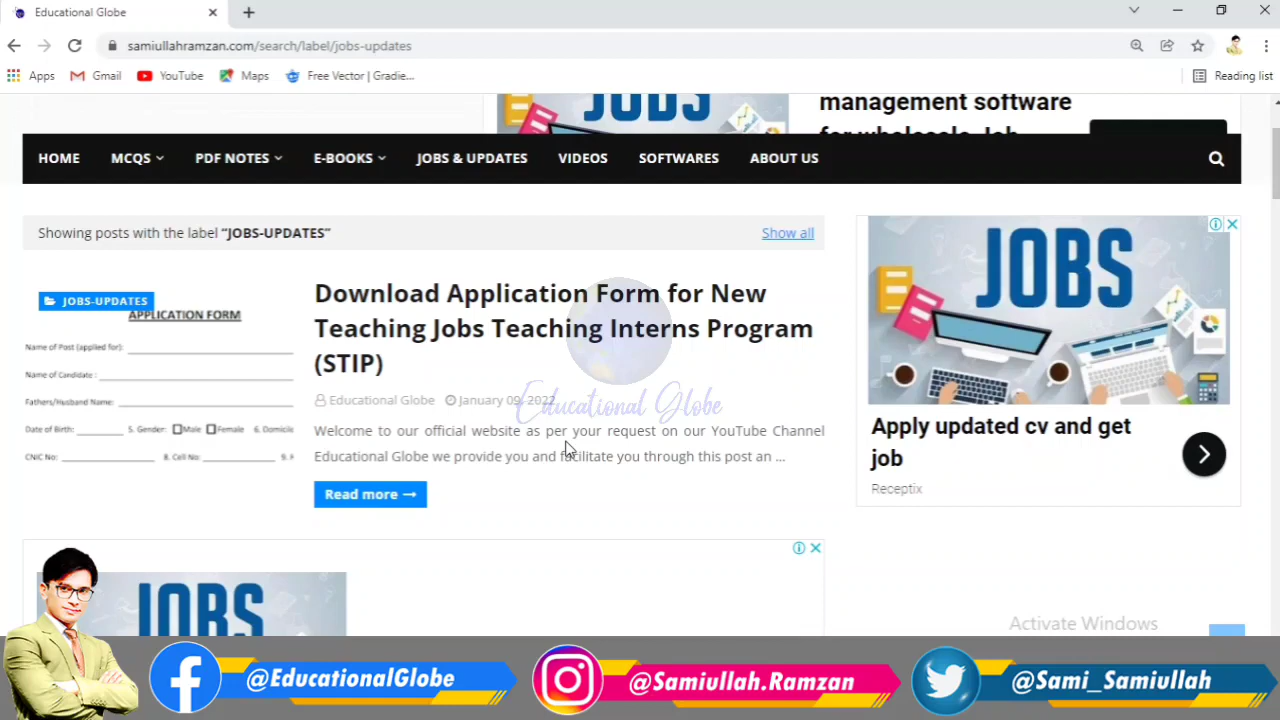 Educational Globe
samiullahramzan.com/search/label/jobs-updates
Apps Gmail YouTube Maps Free Vector | Gradie... Reading list
JOBS
management software
for wholesale Job
HOME MCQS PDF NOTES E-BOOKS JOBS & UPDATES VIDEOS SOFTWARES ABOUT US
Showing posts with the label “JOBS-UPDATES” Show all
JOBS-UPDATES
APPLICATION FORM
Name of Post (applied for):
Name of Candidate :
Fathers/Husband Name:
Date of Birth: 5. Gender: Male Female 6. Domicile
CNIC No: 8. Cell No:
Download Application Form for New
Teaching Jobs Teaching Interns Program
(STIP)
Educational Globe January 09, 2022
Educational Globe
Welcome to our official website as per your request on our YouTube Channel
Educational Globe we provide you and facilitate you through this post an ...
Read more
JOBS
Apply updated cv and get
job
Receptix
JOBS
Activate Windows
@EducationalGlobe @Samiullah.Ramzan @Sami_Samiullah